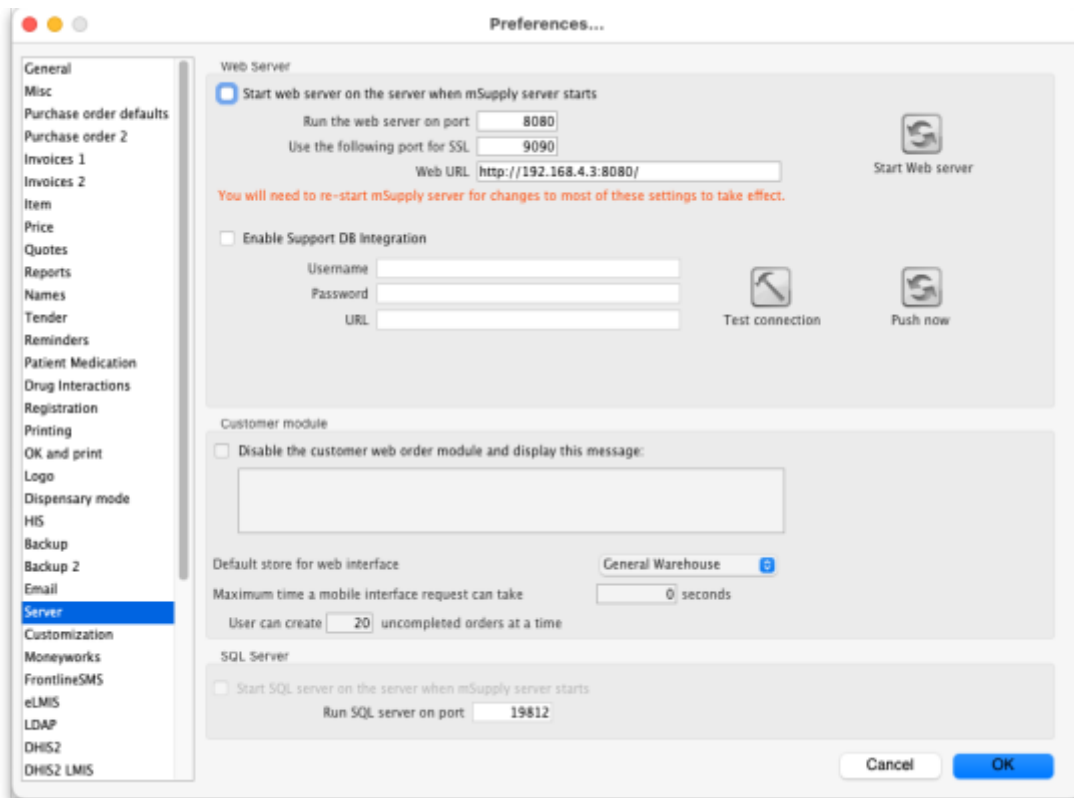 Preferences...
General
Misc
Purchase order defaults
Purchase order 2
Invoices 1
Invoices 2
Item
Price
Quotes
Reports
Names
Tender
Reminders
Patient Medication
Drug Interactions
Registration
Printing
OK and print
Logo
Dispensary mode
HIS
Backup
Backup 2
Email
Server
Customization
Moneyworks
FrontlineSMS
eLMIS
LDAP
DHIS2
DHIS2 LMIS
Web Server
Start web server on the server when mSupply server starts
Run the web server on port 8080
Use the following port for SSL 9090
Web URL http://192.168.4.3:8080/
Start Web server
You will need to re-start mSupply server for changes to most of these settings to take effect.
Enable Support DB Integration
Username
Password
URL
Test connection
Push now
Customer module
Disable the customer web order module and display this message:
Default store for web interface General Warehouse
Maximum time a mobile interface request can take 0 seconds
User can create 20 uncompleted orders at a time
SQL Server
Start SQL server on the server when mSupply server starts
Run SQL server on port 19812
Cancel OK